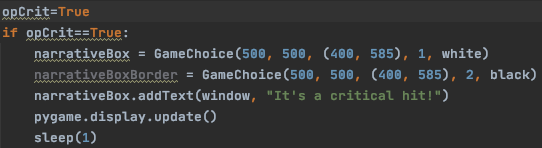 opCrit=True
if opCrit==True:
    narrativeBox = GameChoice(500, 500, (400, 585), 1, white)
    narrativeBoxBorder = GameChoice(500, 500, (400, 585), 2, black)
    narrativeBox.addText(window, "It's a critical hit!")
    pygame.display.update()
    sleep(1)